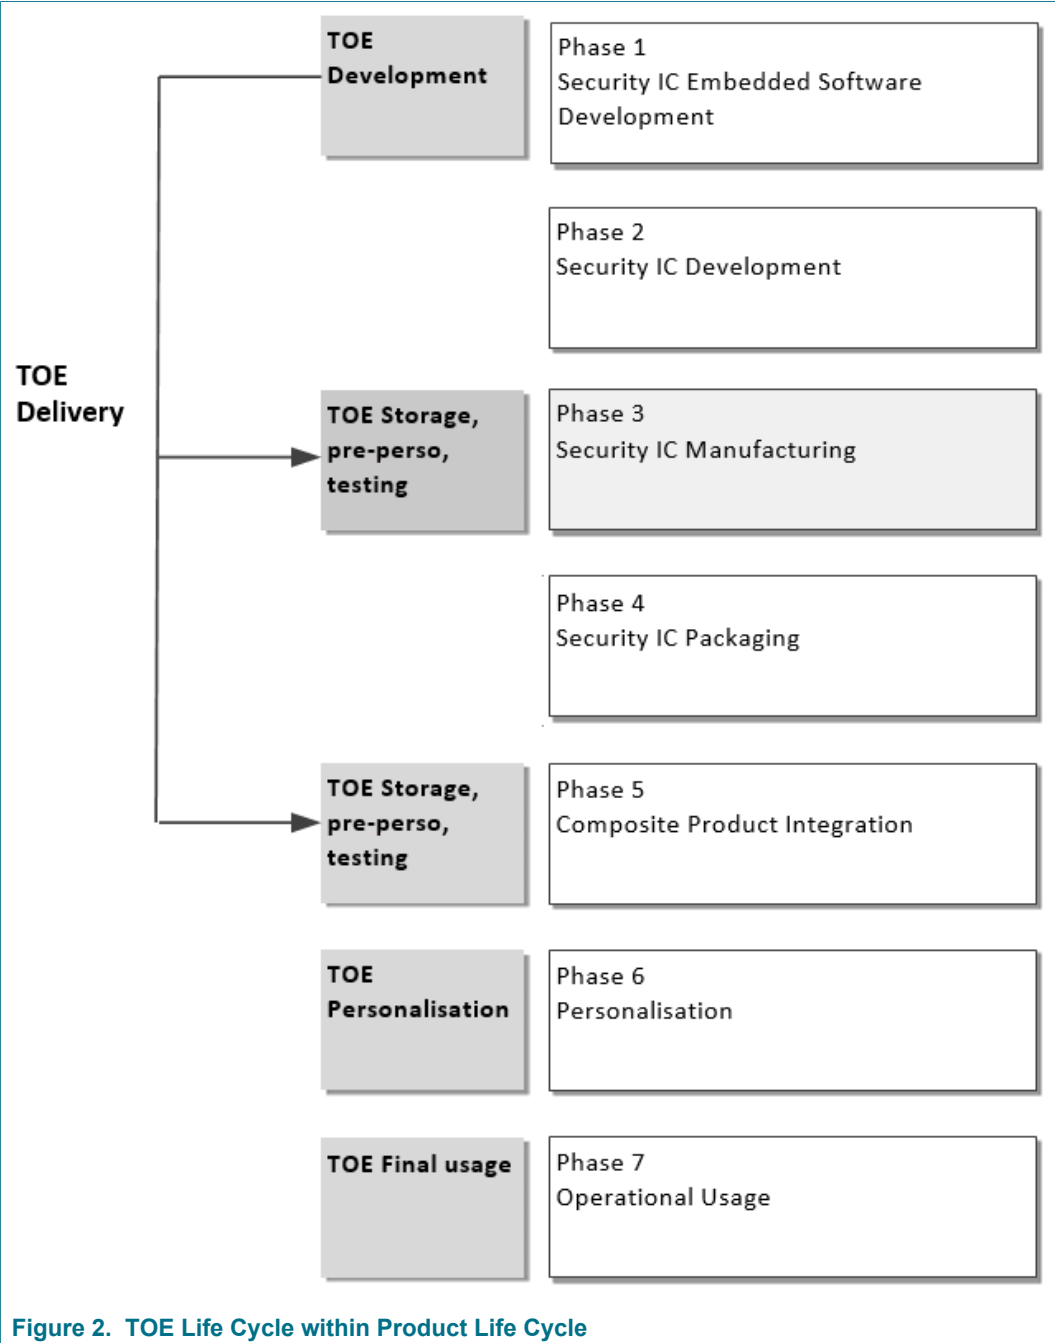 TOE
Development
Phase 1
Security IC Embedded Software
Development
Phase 2
Security IC Development
TOE
Delivery
TOE Storage,
pre-perso,
testing
Phase 3
Security IC Manufacturing
Phase 4
Security IC Packaging
TOE Storage,
pre-perso,
testing
Phase 5
Composite Product Integration
TOE
Personalisation
Phase 6
Personalisation
TOE Final usage
Phase 7
Operational Usage
Figure 2. TOE Life Cycle within Product Life Cycle